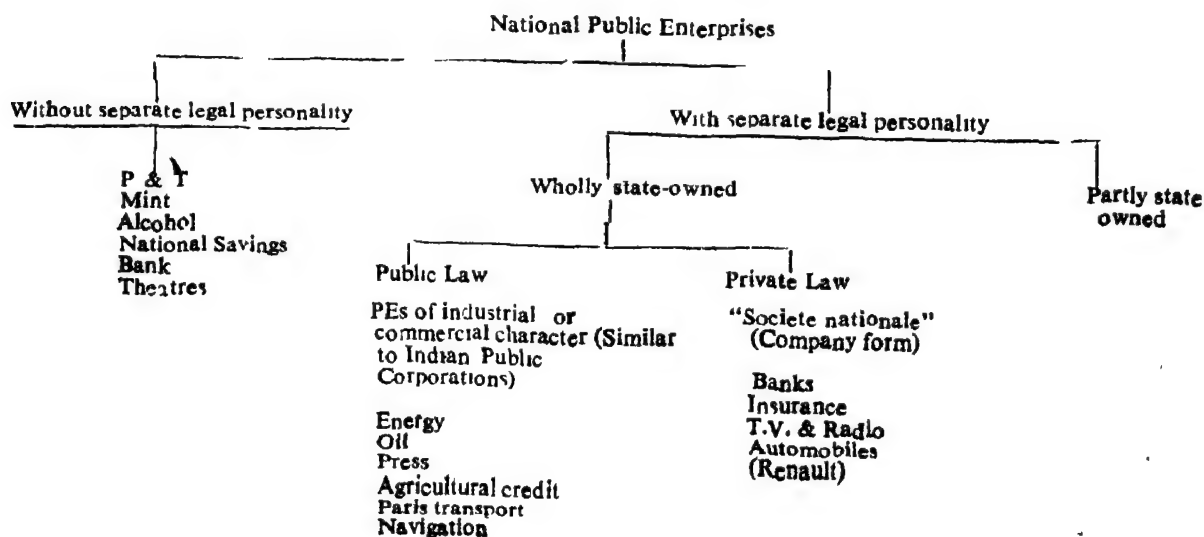 National Public Enterprises
Without separate legal personality
P & T
Mint
Alcohol
National Savings
Bank
Theatres
With separate legal personality
Wholly state-owned
Partly state
owned
Public Law
PEs of industrial or
commercial character (Similar
to Indian Public
Corporations)
Energy
Oil
Press
Agricultural credit
Paris transport
Navigation
Private Law
"Societe nationale"
(Company form)
Banks
Insurance
T.V. & Radio
Automobiles
(Renault)